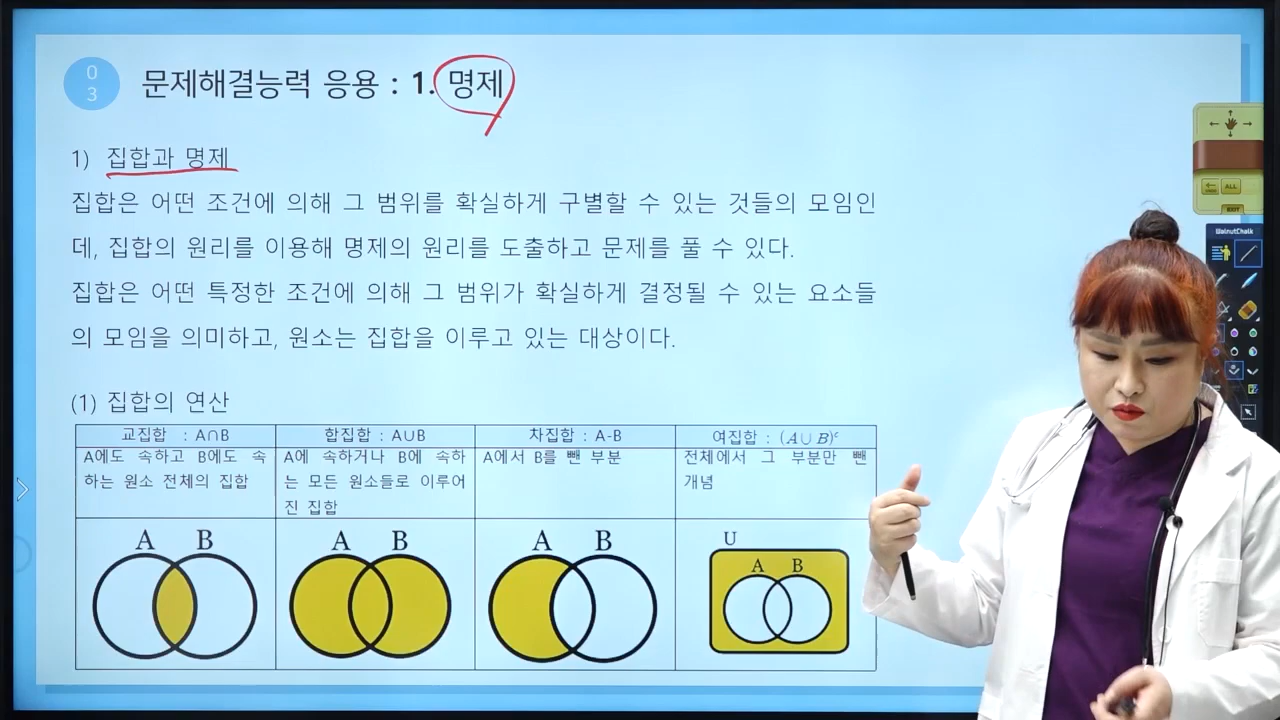 0
3
문제해결능력 응용 : 1. 명제
1) 집합과 명제
집합은 어떤 조건에 의해 그 범위를 확실하게 구별할 수 있는 것들의 모임인
데, 집합의 원리를 이용해 명제의 원리를 도출하고 문제를 풀 수 있다.
집합은 어떤 특정한 조건에 의해 그 범위가 확실하게 결정될 수 있는 요소들
의 모임을 의미하고, 원소는 집합을 이루고 있는 대상이다.
(1) 집합의 연산
교집합 : A∩B
합집합 : A∪B
차집합 : A-B
여집합 : (A∪B)ᶜ
A에도 속하고 B에도 속
하는 원소 전체의 집합
A에 속하거나 B에 속하
는 모든 원소들로 이루어
진 집합
A에서 B를 뺀 부분
전체에서 그 부분만 뺀
개념
A B
A B
A B
U
A B
ALL
EXIT
WalnutChalk